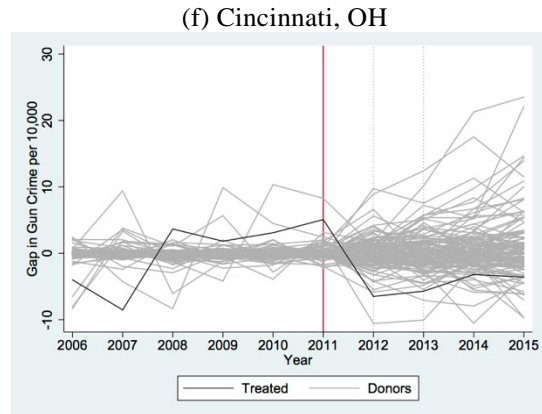 (f) Cincinnati, OH
Gap in Gun Crime per 10,000
30
20
10
0
-10
2006 2007 2008 2009 2010 2011 2012 2013 2014 2015
Year
Treated Donors